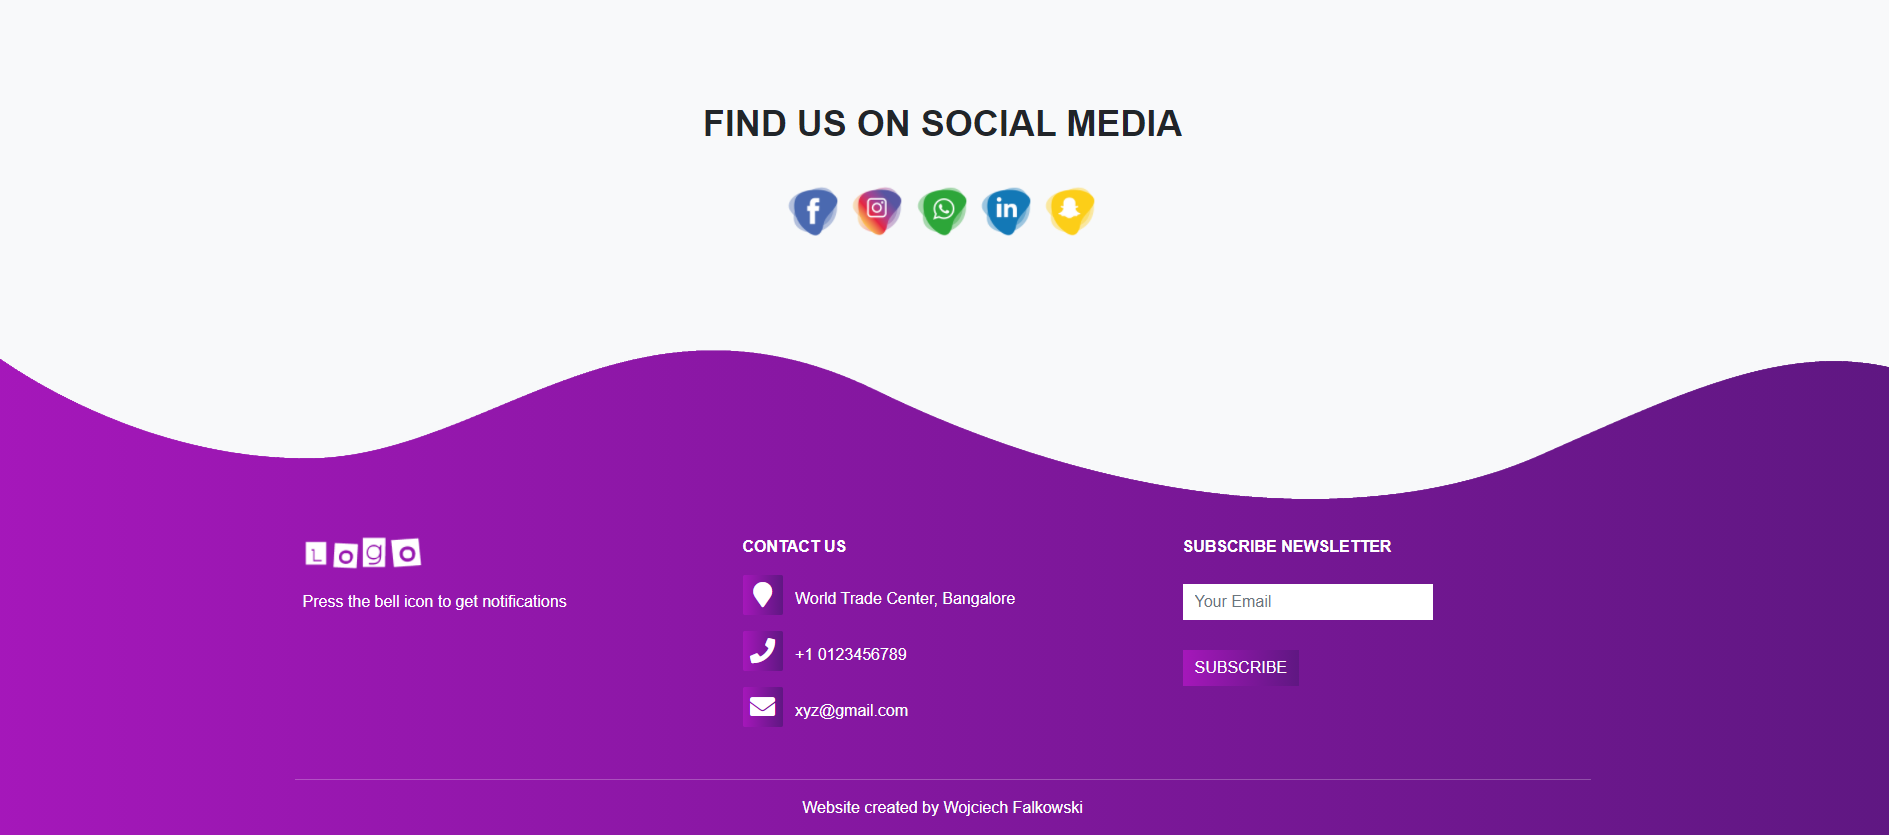 FIND US ON SOCIAL MEDIA
f
in
LOgO
Press the bell icon to get notifications
CONTACT US
World Trade Center, Bangalore
+1 0123456789
xyz@gmail.com
SUBSCRIBE NEWSLETTER
Your Email
SUBSCRIBE
Website created by Wojciech Falkowski